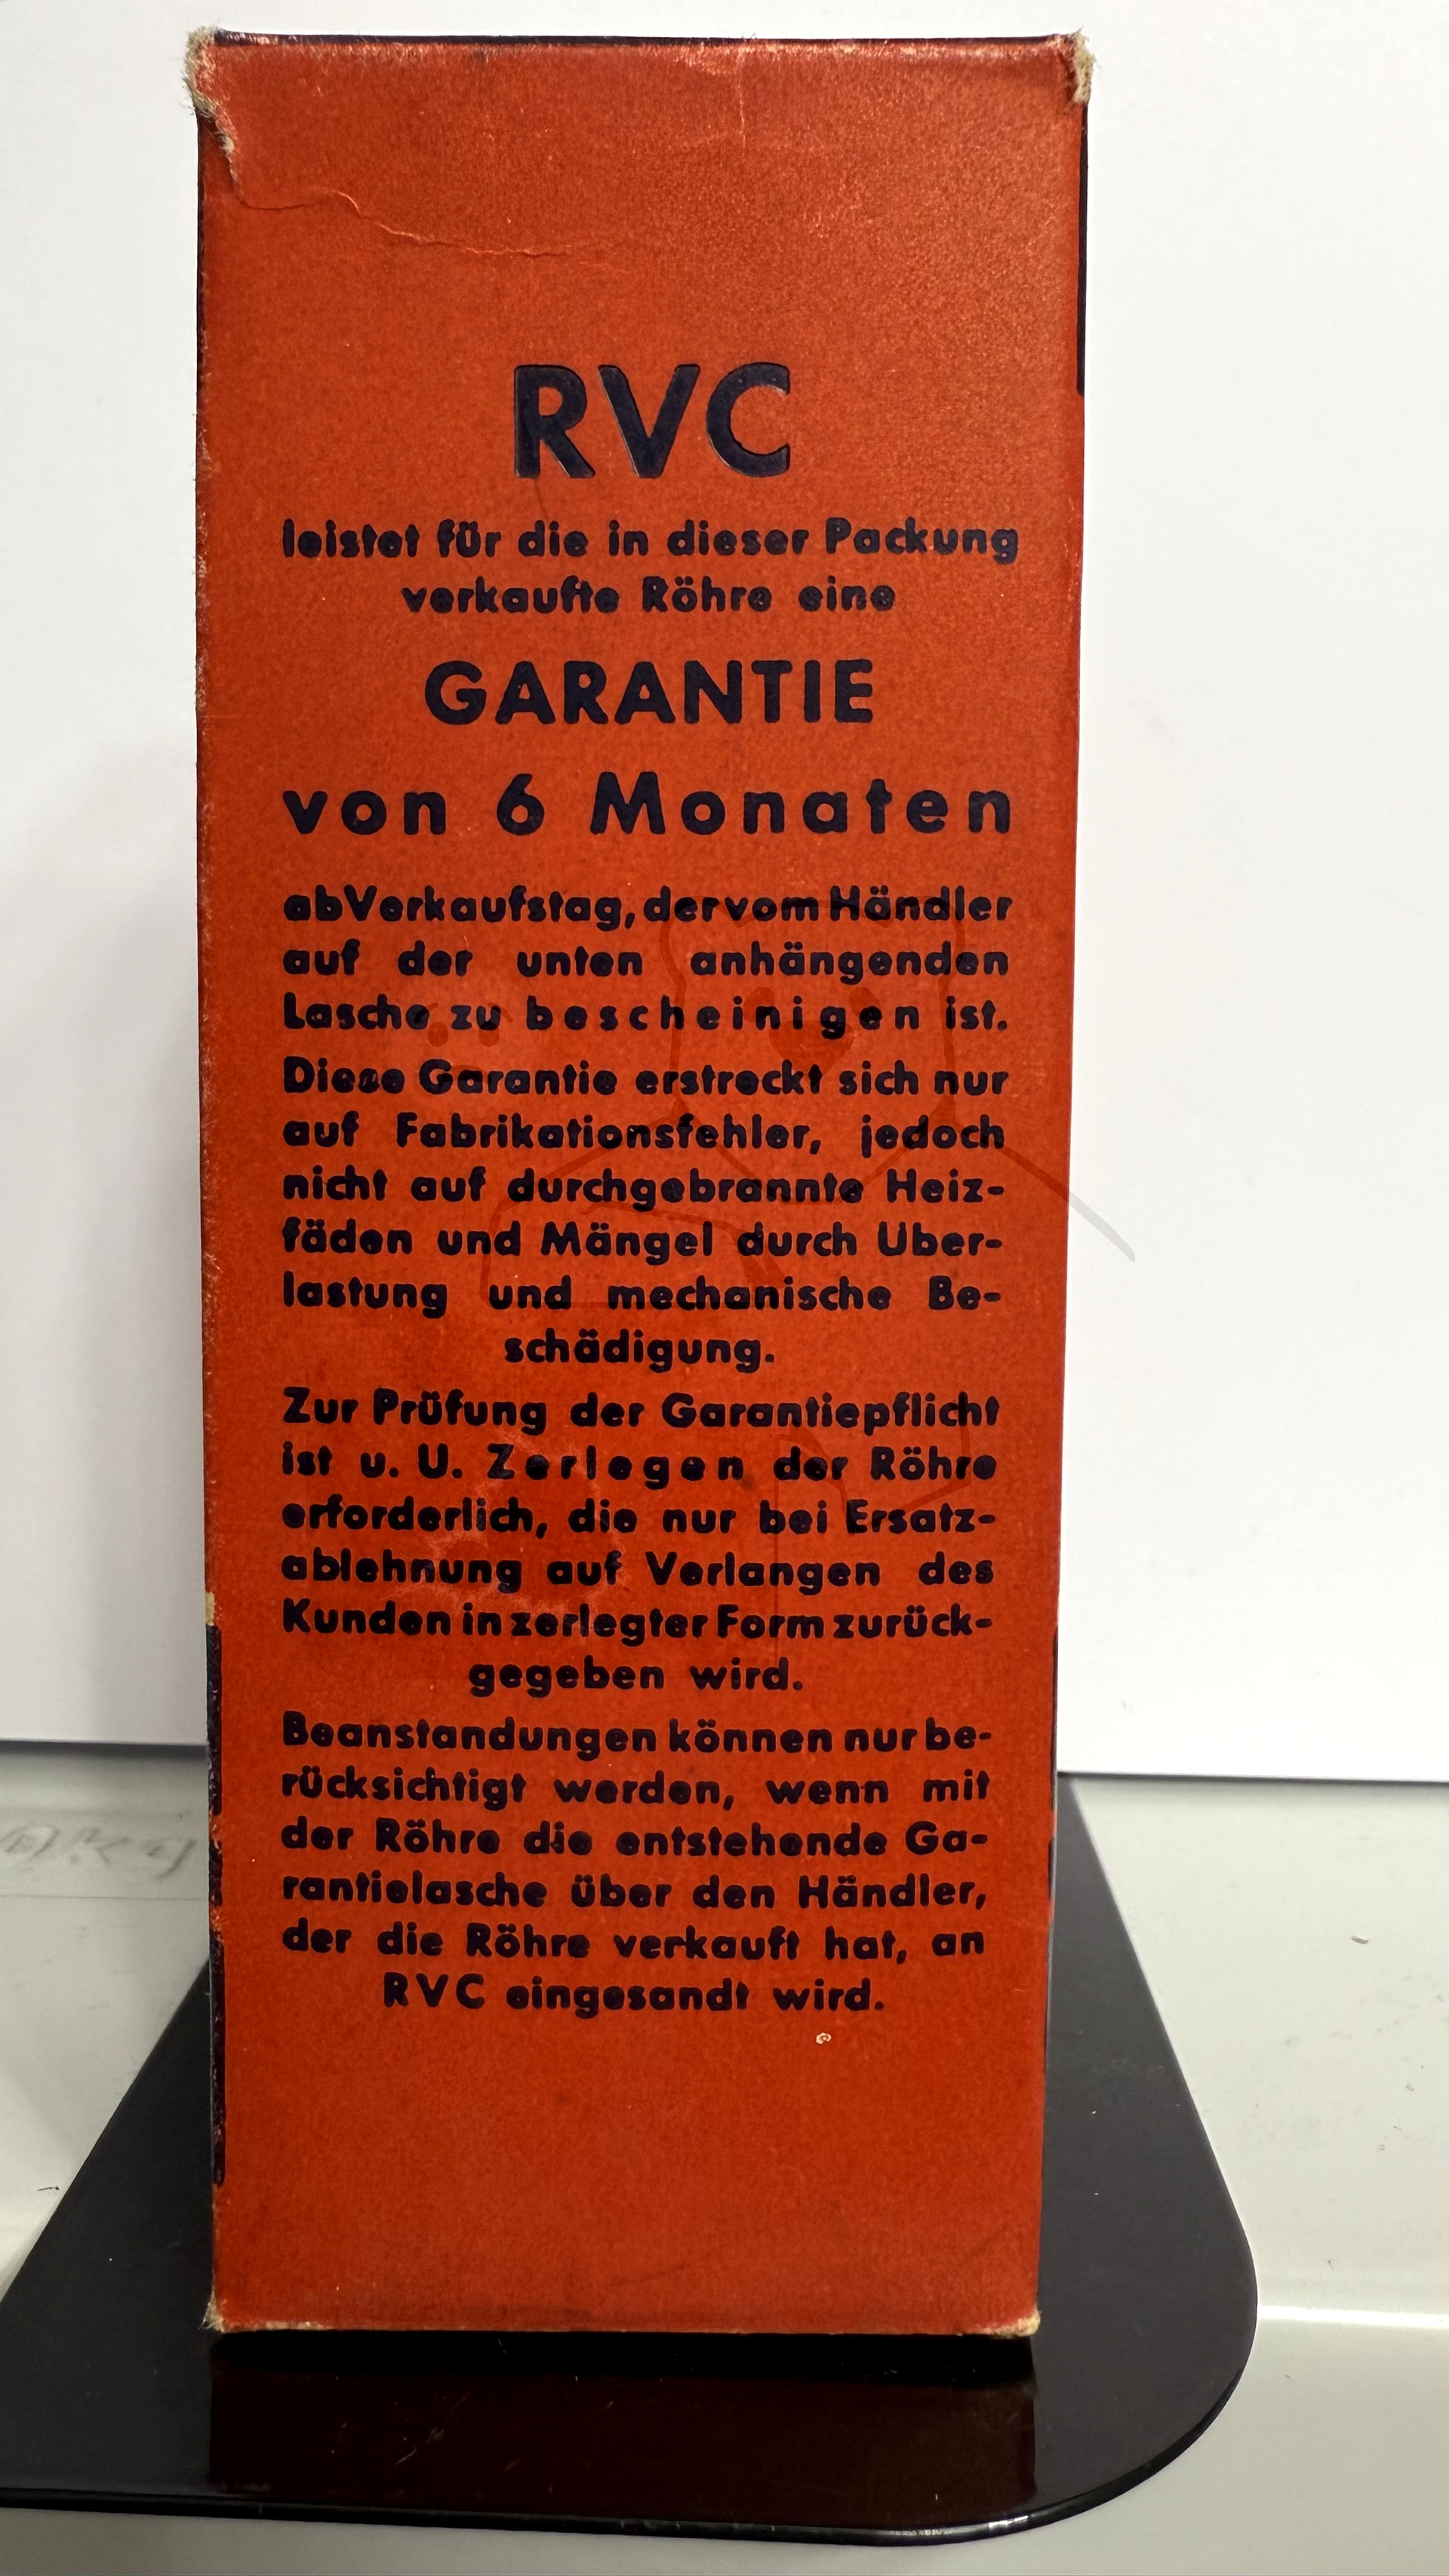 RVC
leistet für die in dieser Packung
verkaufte Röhre eine
GARANTIE
von 6 Monaten
ab Verkaufstag, der vom Händler
auf der unten anhängenden
Lasche zu bescheinigen ist.
Diese Garantie erstreckt sich nur
auf Fabrikationsfehler, jedoch
nicht auf durchgebrannte Heiz-
fäden und Mängel durch Über-
lastung und mechanische Be-
schädigung.
Zur Prüfung der Garantiepflicht
ist u. U. Zerlegen der Röhre
erforderlich, die nur bei Ersatz-
ablehnung auf Verlangen des
Kunden in zerlegter Form zurück-
gegeben wird.
Beanstandungen können nur be-
rücksichtigt werden, wenn mit
der Röhre die entstehende Ga-
rantielasche über den Händler,
der die Röhre verkauft hat, an
RVC eingesandt wird.